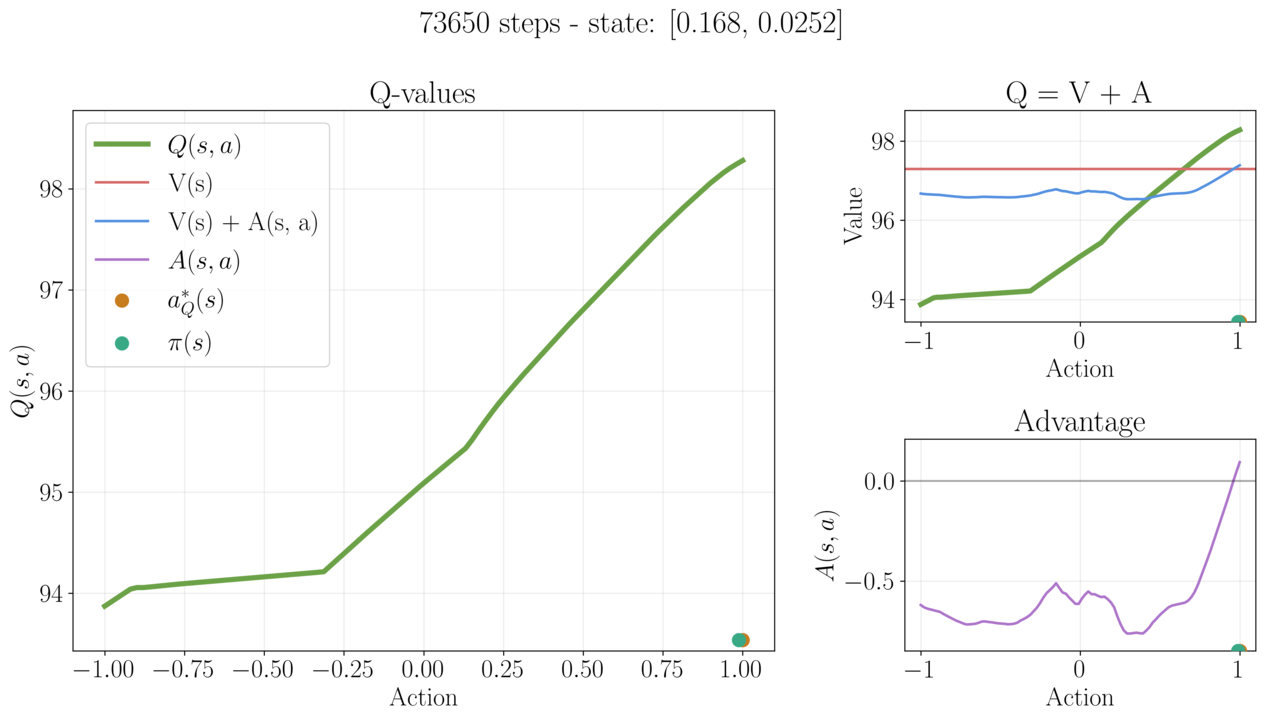 73650 steps - state: [0.168, 0.0252]
Q-values
Q(s, a)
V(s)
V(s) + A(s, a)
A(s, a)
a*Q(s)
π(s)
Q(s, a)
98
97
96
95
94
−1.00 −0.75 −0.50 −0.25 0.00 0.25 0.50 0.75 1.00
Action
Q = V + A
Value
98
96
94
−1 0 1
Action
Advantage
A(s, a)
0.0
−0.5
−1 0 1
Action